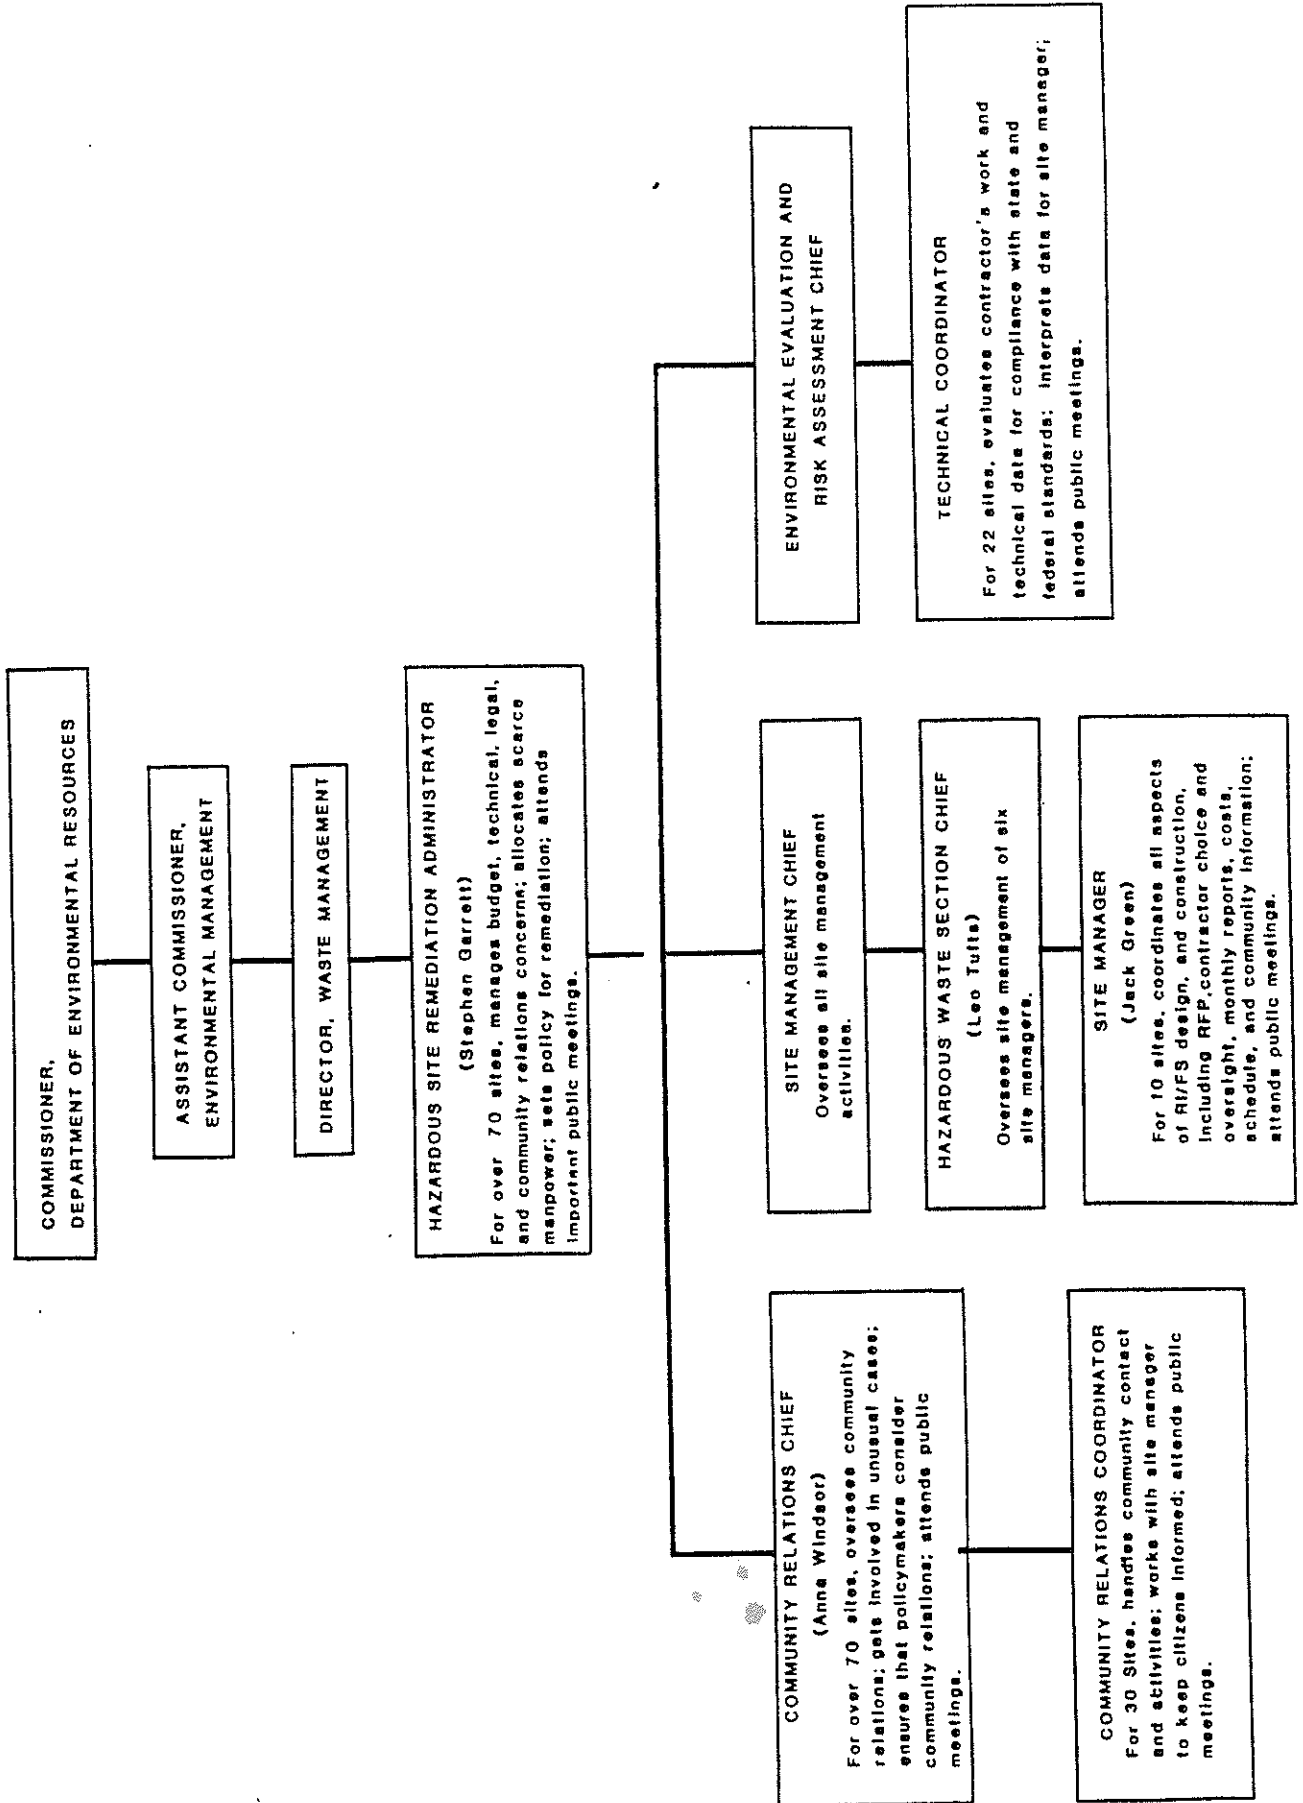 COMMISSIONER,
DEPARTMENT OF ENVIRONMENTAL RESOURCES
ASSISTANT COMMISSIONER,
ENVIRONMENTAL MANAGEMENT
DIRECTOR, WASTE MANAGEMENT
HAZARDOUS SITE REMEDIATION ADMINISTRATOR
(Stephen Garrett)
For over 70 sites, manages budget, technical, legal,
and community relations concerns; allocates scarce
manpower; sets policy for remediation; attends
important public meetings.
COMMUNITY RELATIONS CHIEF
(Anna Windsor)
For over 70 sites, oversees community
relations; gets involved in unusual cases;
ensures that policymakers consider
community relations; attends public
meetings.
COMMUNITY RELATIONS COORDINATOR
For 30 Sites, handles community contact
and activities; works with site manager
to keep citizens informed; attends public
meetings.
SITE MANAGEMENT CHIEF
Oversees all site management
activities.
HAZARDOUS WASTE SECTION CHIEF
(Leo Tufts)
Oversees site management of six
site managers.
SITE MANAGER
(Jack Green)
For 10 sites, coordinates all aspects
of RI/FS design, and construction,
including RFP,contractor choice and
oversight, monthly reports, costs,
schedule, and community information;
attends public meetings.
ENVIRONMENTAL EVALUATION AND
RISK ASSESSMENT CHIEF
TECHNICAL COORDINATOR
For 22 sites, evaluates contractor's work and
technical data for compliance with state and
federal standards; interprets data for site manager;
attends public meetings.